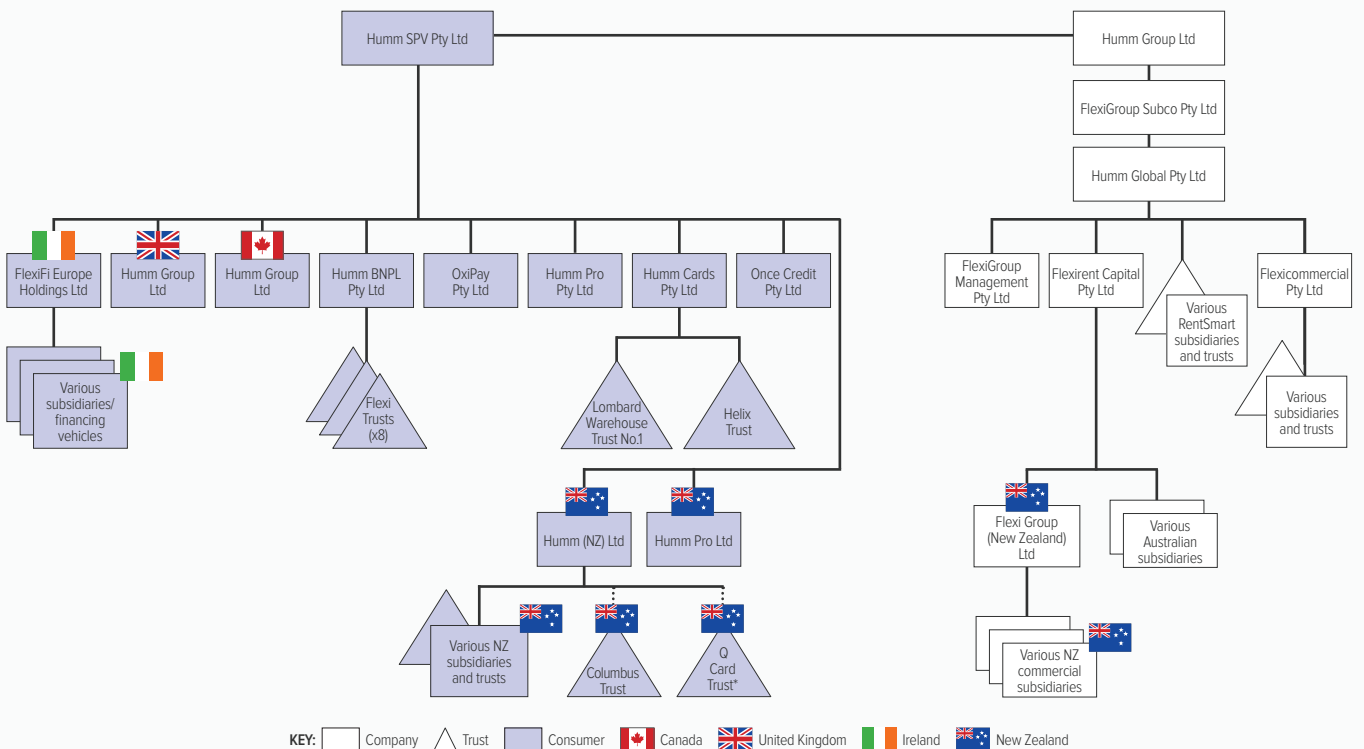 Humm SPV Pty Ltd
Humm Group Ltd
FlexiGroup Subco Pty Ltd
Humm Global Pty Ltd
FlexiFi Europe
Holdings Ltd
Humm Group
Ltd
Humm Group
Ltd
Humm BNPL
Pty Ltd
OxiPay
Pty Ltd
Humm Pro
Pty Ltd
Humm Cards
Pty Ltd
Once Credit
Pty Ltd
FlexiGroup
Management
Pty Ltd
Flexirent Capital
Pty Ltd
Various
RentSmart
subsidiaries
and trusts
Flexicommercial
Pty Ltd
Various
subsidiaries/
financing
vehicles
Flexi
Trusts
(x8)
Lombard
Warehouse
Trust No.1
Helix
Trust
Various
subsidiaries
and trusts
Humm (NZ) Ltd
Humm Pro Ltd
Flexi Group
(New Zealand)
Ltd
Various
Australian
subsidiaries
Various NZ
subsidiaries
and trusts
Columbus
Trust
Q
Card
Trust*
Various NZ
commercial
subsidiaries
KEY: Company Trust Consumer Canada United Kingdom Ireland New Zealand